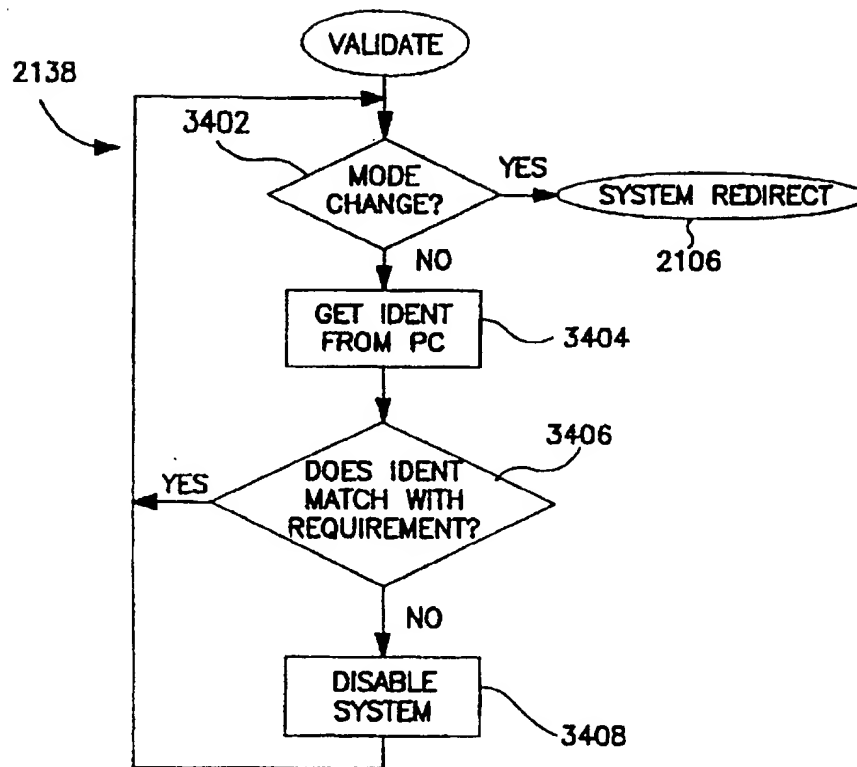 VALIDATE
2138
3402
MODE
CHANGE?
YES
SYSTEM REDIRECT
2106
NO
GET IDENT
FROM PC
3404
3406
DOES IDENT
MATCH WITH
REQUIREMENT?
YES
NO
DISABLE
SYSTEM
3408